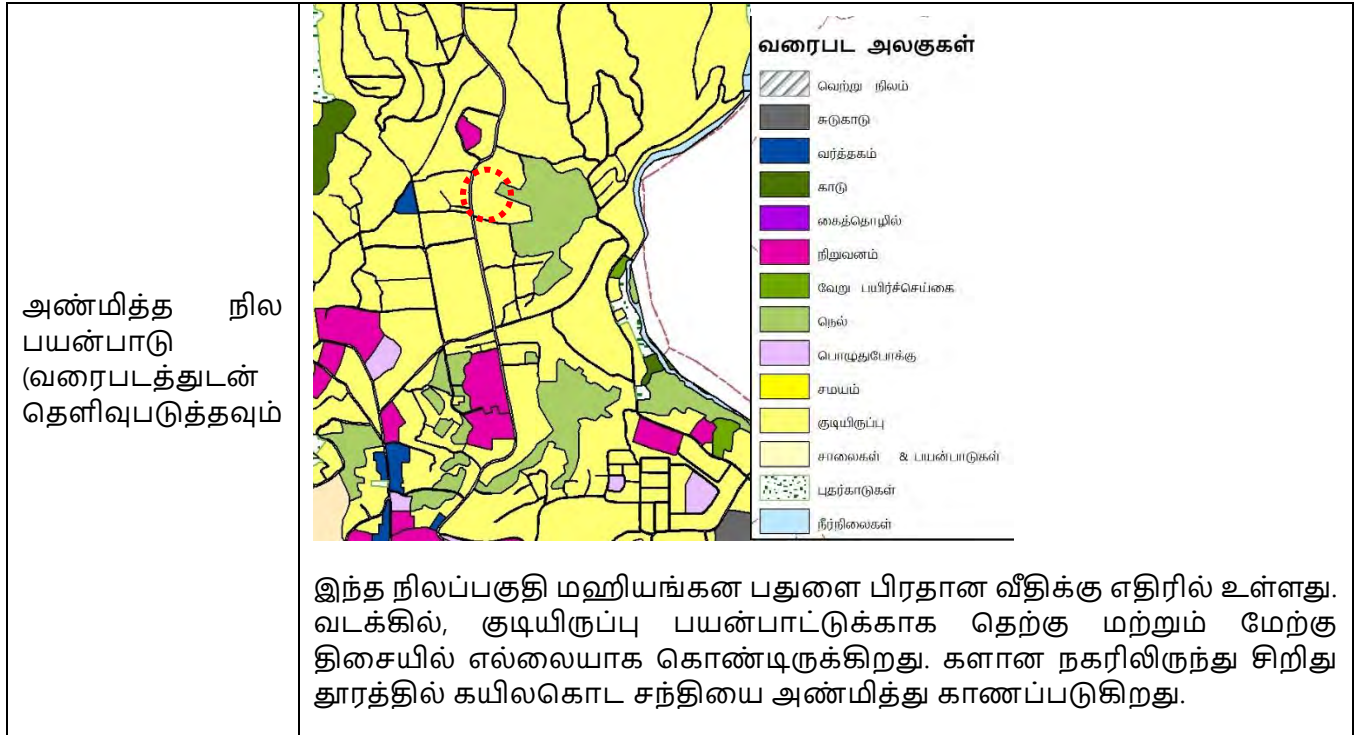 அண்மித்த நில
பயன்பாடு
(வரைபடத்துடன்
தெளிவுபடுத்தவும்
வரைபட அலகுகள்
வெற்று நிலம்
சுடுகாடு
வர்த்தகம்
காடு
கைத்தொழில்
நிறுவனம்
வேறு பயிர்ச்செய்கை
நெல்
பொழுதுபோக்கு
சமயம்
குடியிருப்பு
சாலைகள் & பயன்பாடுகள்
புதர்காடுகள்
நீர்நிலைகள்
இந்த நிலப்பகுதி மஹியங்கன பதுளை பிரதான வீதிக்கு எதிரில் உள்ளது.
வடக்கில், குடியிருப்பு பயன்பாட்டுக்காக தெற்கு மற்றும் மேற்கு
திசையில் எல்லையாக கொண்டிருக்கிறது. களான நகரிலிருந்து சிறிது
தூரத்தில் கயிலகொட சந்தியை அண்மித்து காணப்படுகிறது.